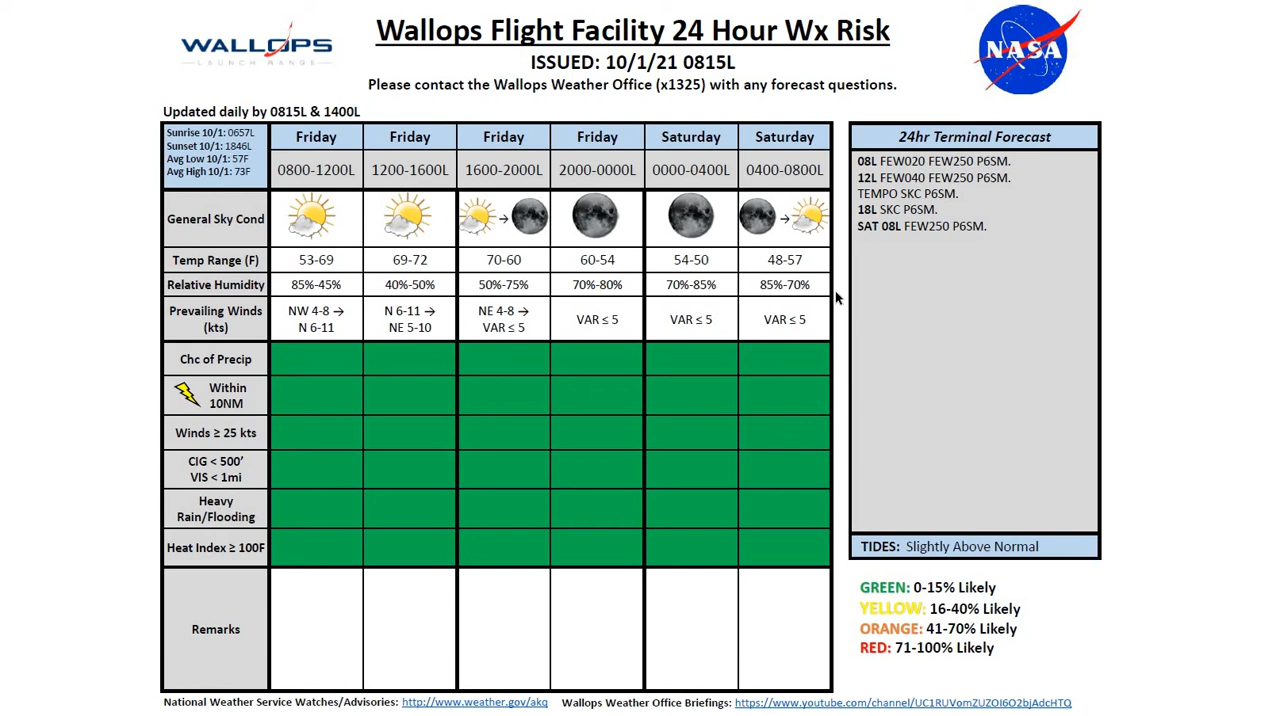 WALLOPS
LAUNCH RANGE
Wallops Flight Facility 24 Hour Wx Risk
ISSUED: 10/1/21 0815L
Please contact the Wallops Weather Office (x1325) with any forecast questions.
NASA
Updated daily by 0815L & 1400L
Sunrise 10/1: 0657L
Sunset 10/1: 1846L
Avg Low 10/1: 57F
Avg High 10/1: 73F
Friday Friday Friday Friday Saturday Saturday
0800-1200L 1200-1600L 1600-2000L 2000-0000L 0000-0400L 0400-0800L
General Sky Cond → →
Temp Range (F) 53-69 69-72 70-60 60-54 54-50 48-57
Relative Humidity 85%-45% 40%-50% 50%-75% 70%-80% 70%-85% 85%-70%
Prevailing Winds (kts)
NW 4-8 → N 6-11
N 6-11 → NE 5-10
NE 4-8 → VAR ≤ 5
VAR ≤ 5 VAR ≤ 5 VAR ≤ 5
Chc of Precip
Within
10NM
Winds ≥ 25 kts
CIG < 500’
VIS < 1mi
Heavy
Rain/Flooding
Heat Index ≥ 100F
Remarks
24hr Terminal Forecast
08L FEW020 FEW250 P6SM.
12L FEW040 FEW250 P6SM.
TEMPO SKC P6SM.
18L SKC P6SM.
SAT 08L FEW250 P6SM.
TIDES: Slightly Above Normal
GREEN: 0-15% Likely
YELLOW: 16-40% Likely
ORANGE: 41-70% Likely
RED: 71-100% Likely
National Weather Service Watches/Advisories: http://www.weather.gov/akq Wallops Weather Office Briefings: https://www.youtube.com/channel/UC1RUVomZUZOI6O2bjAdcHTQ